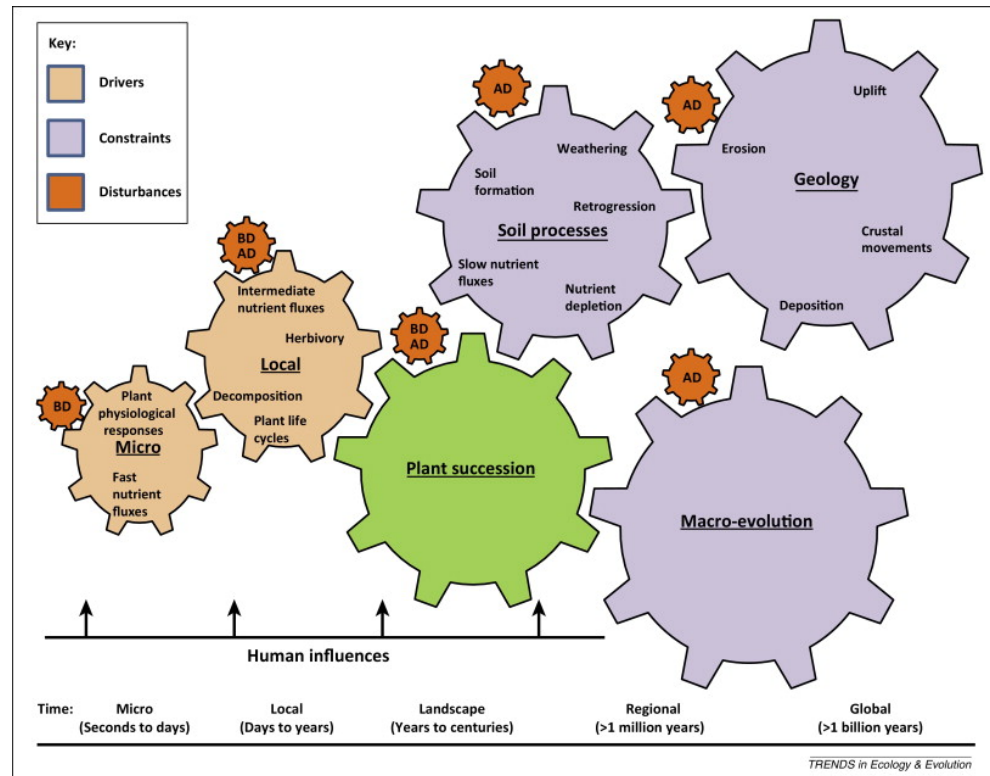 Key:
Drivers
Constraints
Disturbances
AD
AD
Uplift
Erosion
Geology
Crustal
movements
Deposition
Weathering
Soil
formation
Retrogression
Soil processes
Slow nutrient
fluxes
Nutrient
depletion
BD
AD
Intermediate
nutrient fluxes
Herbivory
Local
Decomposition
Plant life
cycles
BD
AD
BD
Plant
physiological
responses
Micro
Fast
nutrient
fluxes
Plant succession
AD
Macro-evolution
Human influences
Time:
Micro
(Seconds to days)
Local
(Days to years)
Landscape
(Years to centuries)
Regional
(>1 million years)
Global
(>1 billion years)
TRENDS in Ecology & Evolution